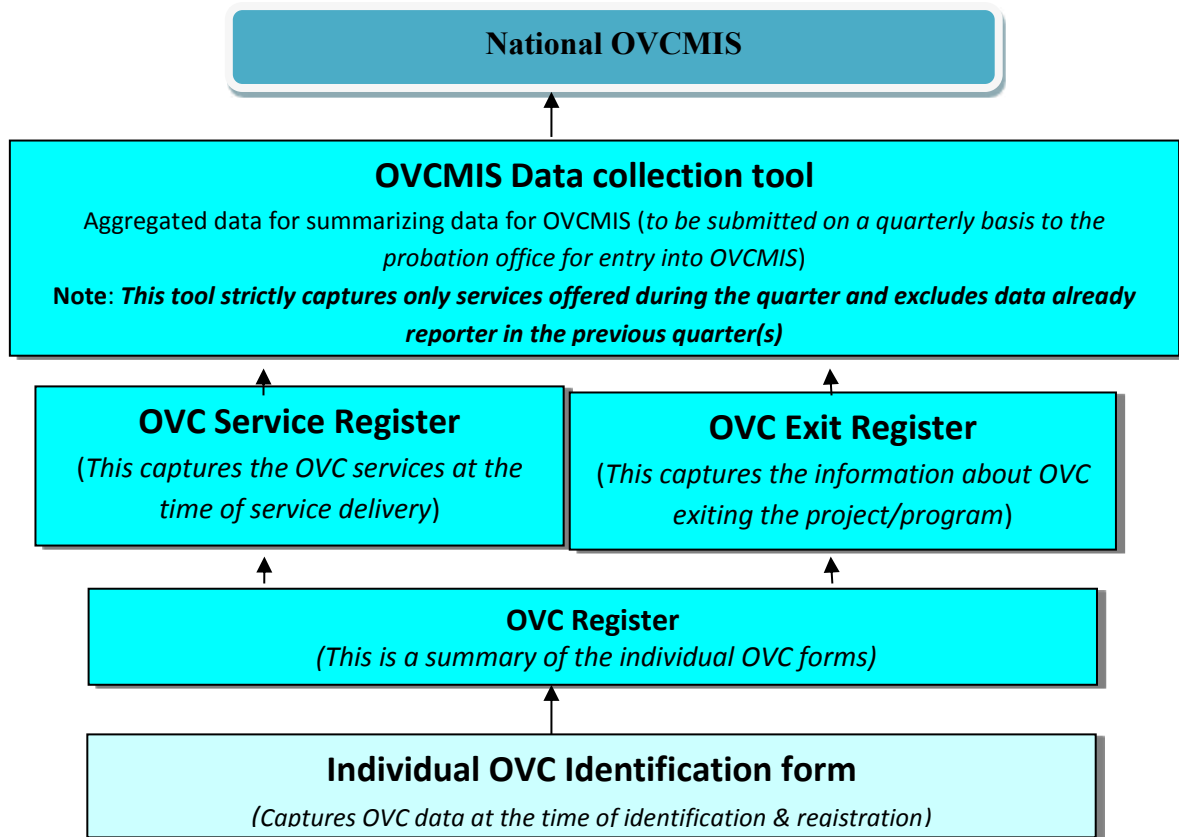 National OVCMIS
OVCMIS Data collection tool
Aggregated data for summarizing data for OVCMIS (to be submitted on a quarterly basis to the
probation office for entry into OVCMIS)
Note: This tool strictly captures only services offered during the quarter and excludes data already
reporter in the previous quarter(s)
OVC Service Register
(This captures the OVC services at the
time of service delivery)
OVC Exit Register
(This captures the information about OVC
exiting the project/program)
OVC Register
(This is a summary of the individual OVC forms)
Individual OVC Identification form
(Captures OVC data at the time of identification & registration)